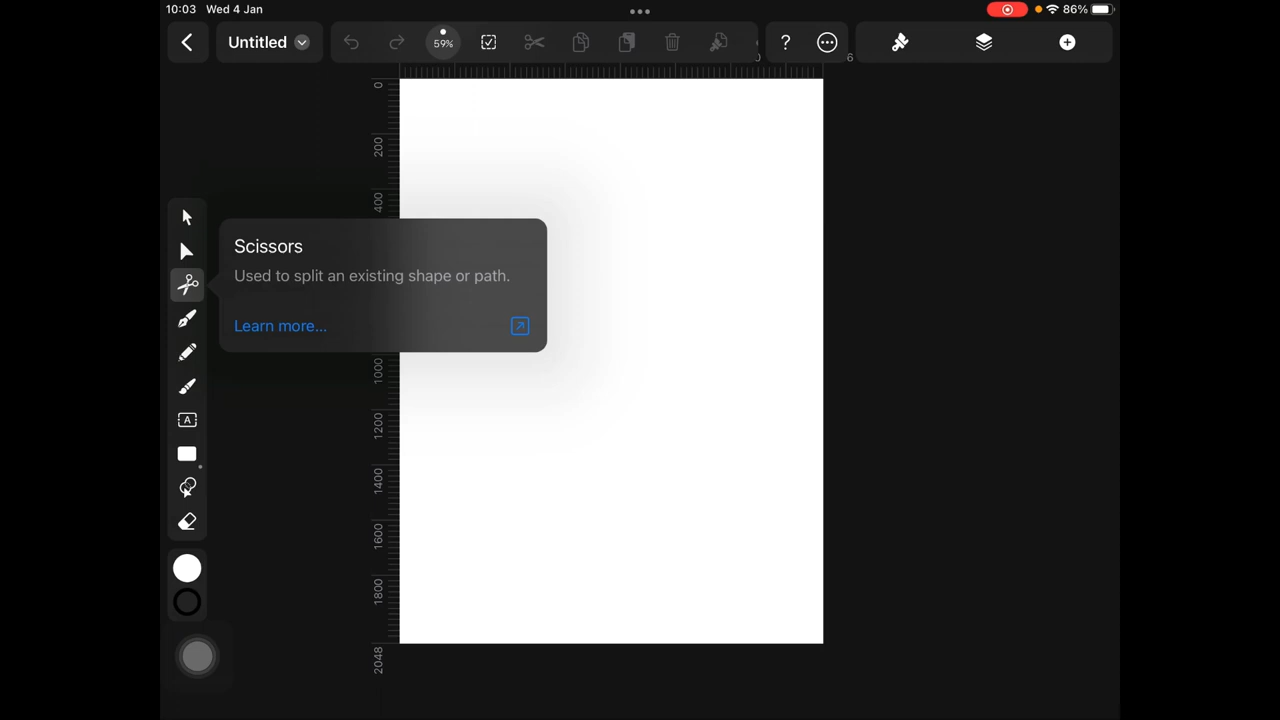 10:03 Wed 4 Jan
86%
Untitled
59%
?
6
0
200
400
Scissors
Used to split an existing shape or path.
Learn more...
1000
1200
A
1400
1600
1800
2048